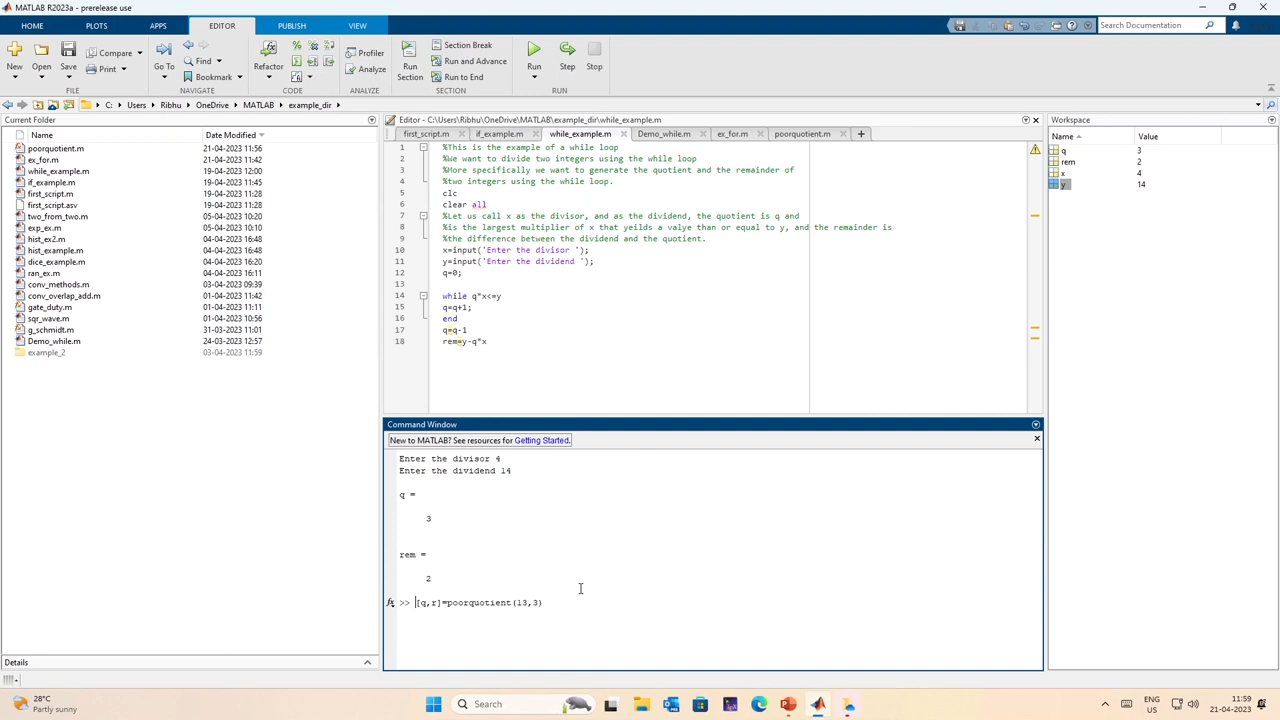 MATLAB R2023a - prerelease use
HOME PLOTS APPS EDITOR PUBLISH VIEW
Search Documentation
New Open Save Compare Print Go To Find Bookmark Refactor Profiler Analyze Run Section Section Break Run and Advance Run to End Run Step Stop
FILE NAVIGATE CODE ANALYZE SECTION RUN
C: Users Ribhu OneDrive MATLAB example_dir
Current Folder
Name Date Modified
poorquotient.m 21-04-2023 11:56
ex_for.m 21-04-2023 11:42
while_example.m 19-04-2023 12:00
if_example.m 19-04-2023 11:45
first_script.m 19-04-2023 11:28
first_script.asv 19-04-2023 11:28
two_from_two.m 05-04-2023 10:20
exp_ex.m 05-04-2023 10:10
hist_ex2.m 04-04-2023 16:48
hist_example.m 04-04-2023 16:48
dice_example.m 04-04-2023 16:20
ran_ex.m 04-04-2023 16:11
conv_methods.m 03-04-2023 09:39
conv_overlap_add.m 01-04-2023 11:42
gate_duty.m 01-04-2023 11:11
sqr_wave.m 01-04-2023 10:56
g_schmidt.m 31-03-2023 11:01
Demo_while.m 24-03-2023 12:57
example_2 03-04-2023 11:59
Details
Editor - C:\Users\Ribhu\OneDrive\MATLAB\example_dir\while_example.m
first_script.m if_example.m while_example.m Demo_while.m ex_for.m poorquotient.m
1 %This is the example of a while loop
2 %We want to divide two integers using the while loop
3 %More specifically we want to generate the quotient and the remainder of
4 %two integers using the while loop.
5 clc
6 clear all
7 %Let us call x as the divisor, and as the dividend, the quotient is q and
8 %is the largest multiplier of x that yeilds a valye than or equal to y, and the remainder is
9 %the difference between the dividend and the quotient.
10 x=input('Enter the divisor ');
11 y=input('Enter the dividend ');
12 q=0;
13
14 while q*x<=y
15 q=q+1;
16 end
17 q=q-1
18 rem=y-q*x
Command Window
New to MATLAB? See resources for Getting Started.
Enter the divisor 4
Enter the dividend 14
q =
3
rem =
2
fx >> [q,r]=poorquotient(13,3)
Workspace
Name Value
q 3
rem 2
x 4
y 14
28°C
Partly sunny
Search
ENG
US
11:59
21-04-2023